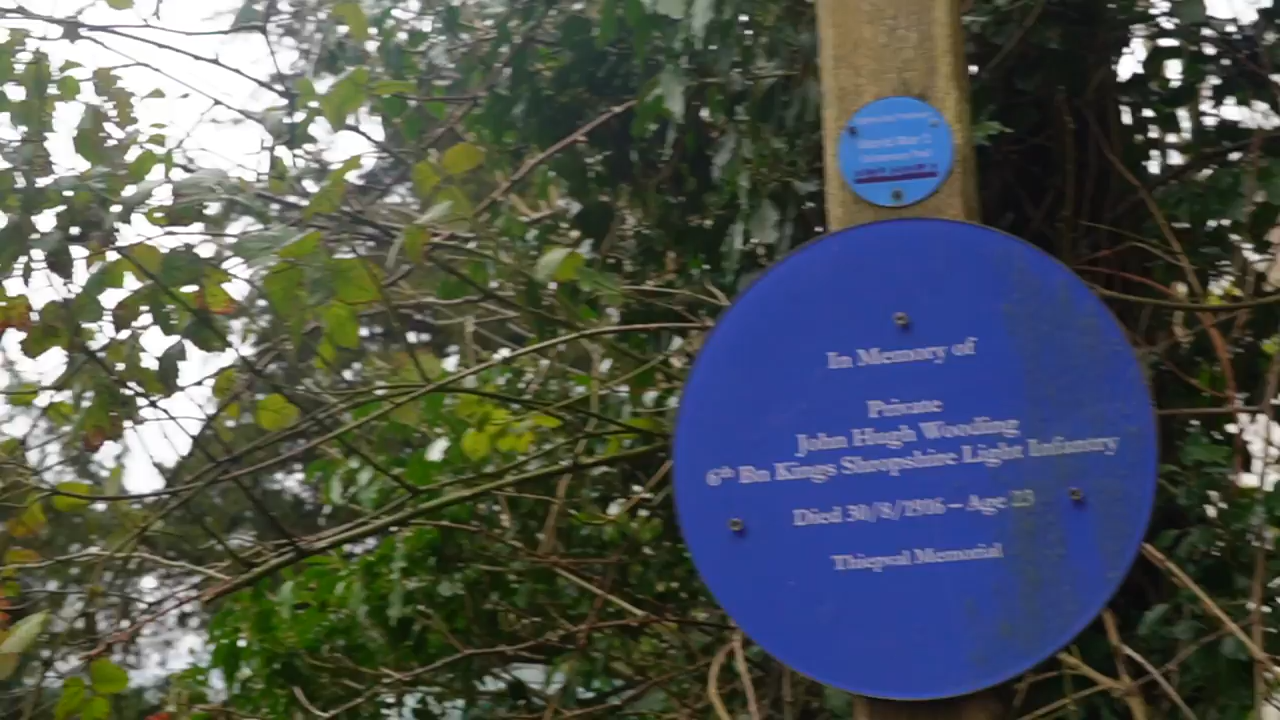 In Memory of
Private
John Hugh Wooding
6th Bn Kings Shropshire Light Infantry
Died 30/8/1916 – Age 23
Thiepval Memorial